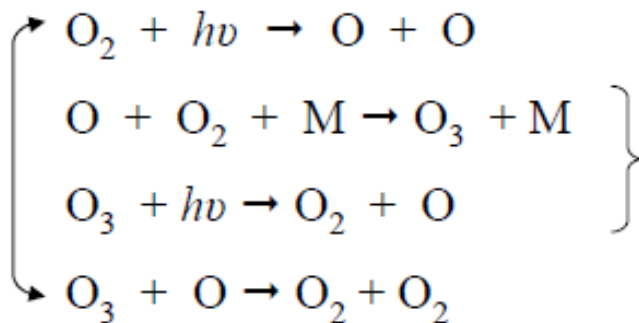 O₂ + hυ → O + O
O + O₂ + M → O₃ + M
O₃ + hυ → O₂ + O
O₃ + O → O₂ + O₂